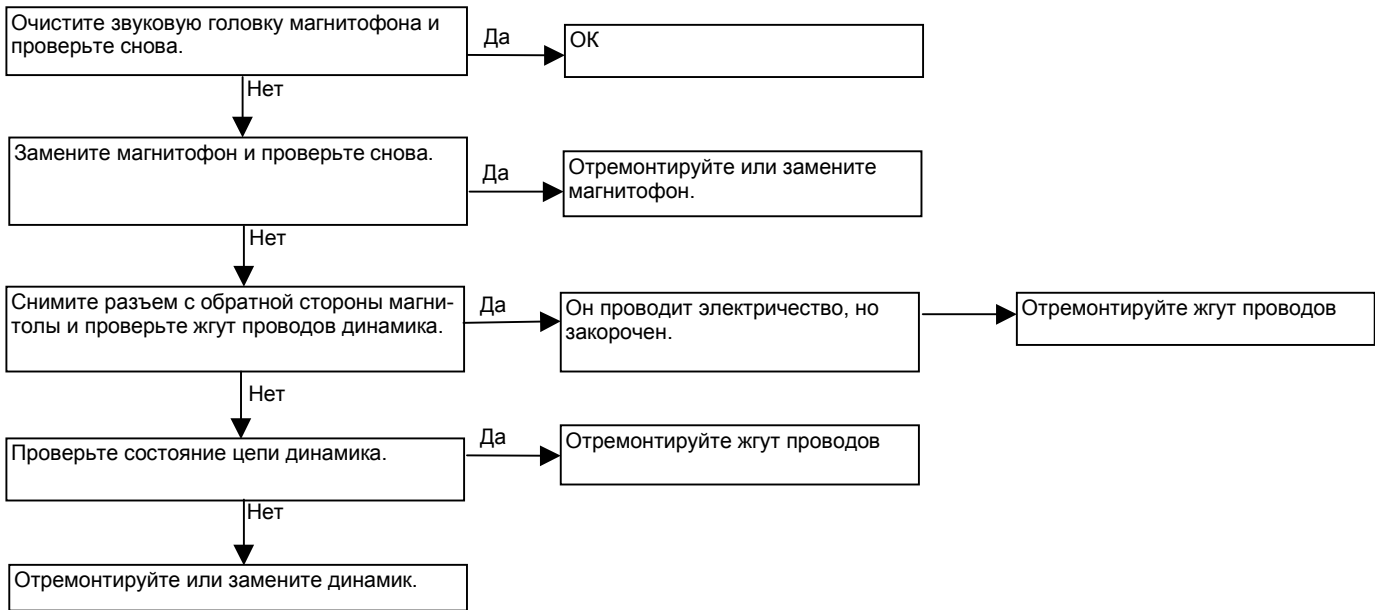 Очистите звуковую головку магнитофона и
проверьте снова.
Да
ОК
Нет
Замените магнитофон и проверьте снова.
Да
Отремонтируйте или замените
магнитофон.
Нет
Снимите разъем с обратной стороны магни-
толы и проверьте жгут проводов динамика.
Да
Он проводит электричество, но
закорочен.
Отремонтируйте жгут проводов
Нет
Проверьте состояние цепи динамика.
Да
Отремонтируйте жгут проводов
Нет
Отремонтируйте или замените динамик.